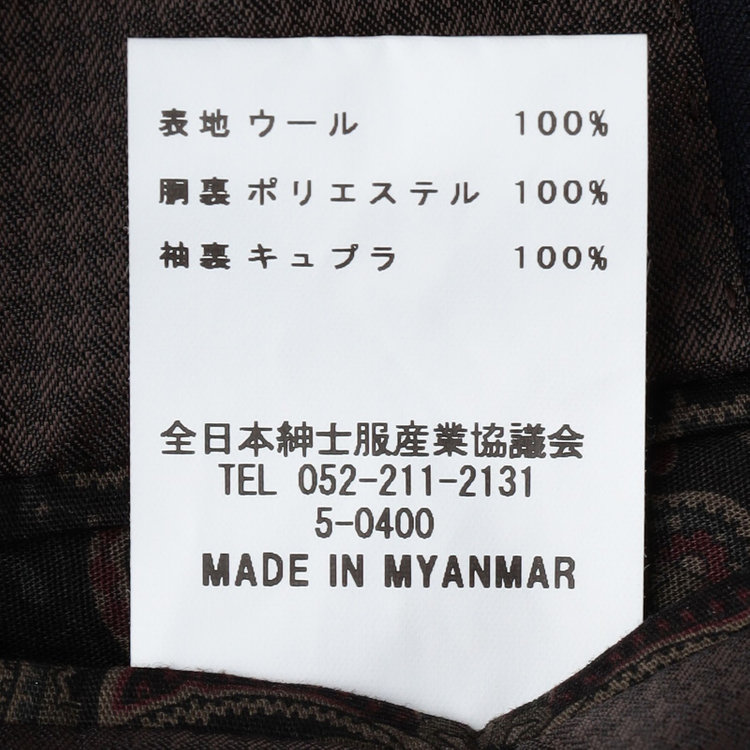 表地 ウール 100%
胴裏 ポリエステル 100%
袖裏 キュプラ 100%
全日本紳士服産業協議会
TEL 052-211-2131
5-0400
MADE IN MYANMAR